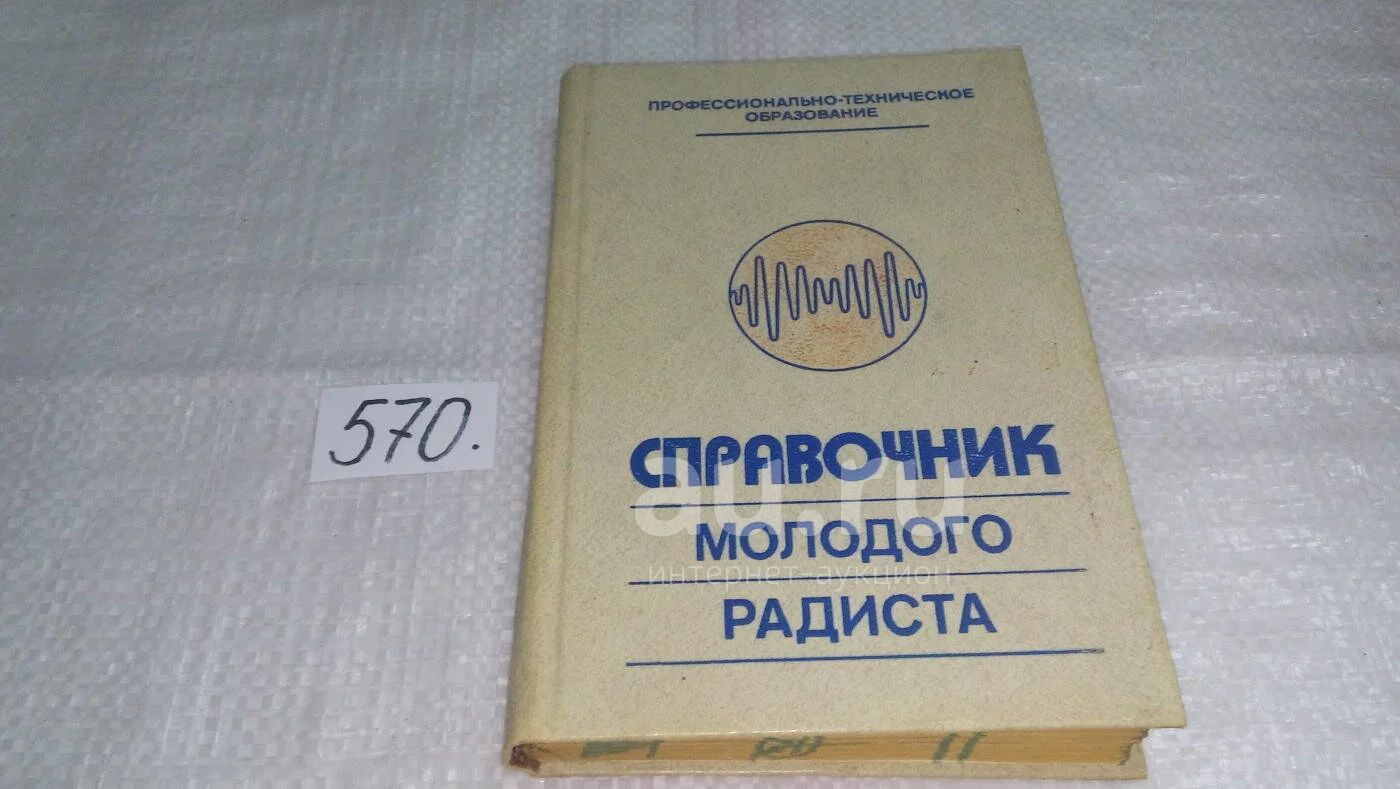 ПРОФЕССИОНАЛЬНО-ТЕХНИЧЕСКОЕ
ОБРАЗОВАНИЕ
570.
СПРАВОЧНИК
au.ru
МОЛОДОГО
интернет-аукцион
РАДИСТА